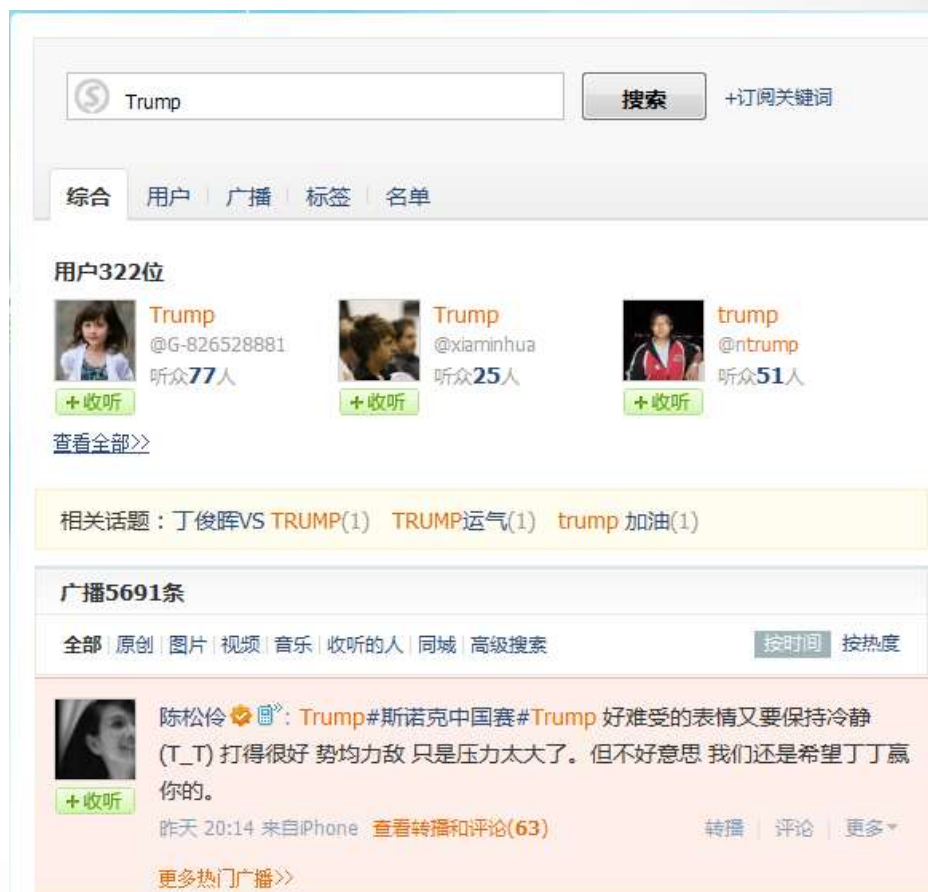 Trump 搜索 +订阅关键词
综合 用户 广播 标签 名单
用户322位
Trump Trump trump
@G-826528881 @xiaminhua @ntrump
听众77人 听众25人 听众51人
+收听 +收听 +收听
查看全部>>
相关话题：丁俊晖VS TRUMP(1) TRUMP运气(1) trump 加油(1)
广播5691条
全部 原创 图片 视频 音乐 收听的人 同城 高级搜索 按时间 按热度
陈松伶 : Trump#斯诺克中国赛#Trump 好难受的表情又要保持冷静
(T_T) 打得很好 势均力敌 只是压力太大了。但不好意思 我们还是希望丁丁赢
你的。
+收听
昨天 20:14 来自iPhone 查看转播和评论(63) 转播 评论 更多
更多热门广播>>